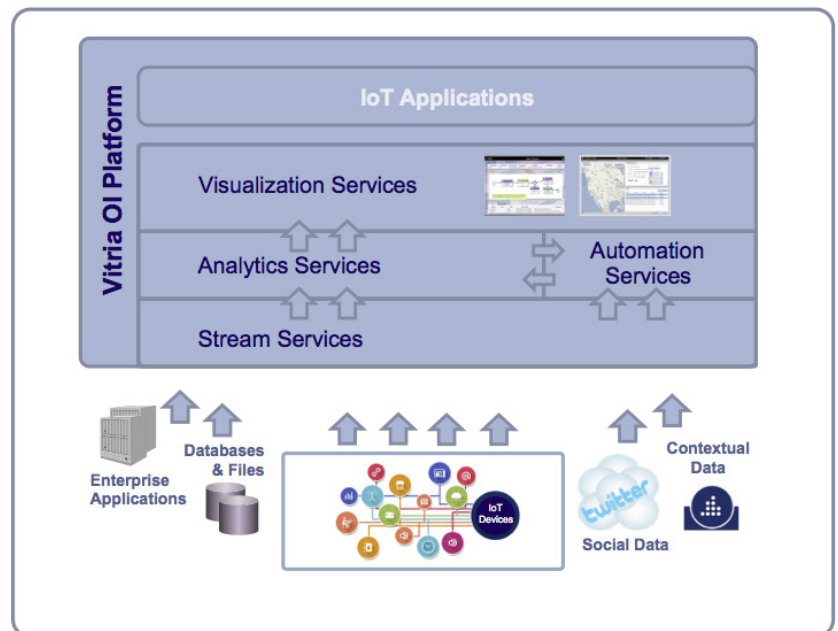 Vitria OI Platform
IoT Applications
Visualization Services
Analytics Services
Automation
Services
Stream Services
Enterprise
Applications
Databases
& Files
IoT
Devices
twitter
Social Data
Contextual
Data